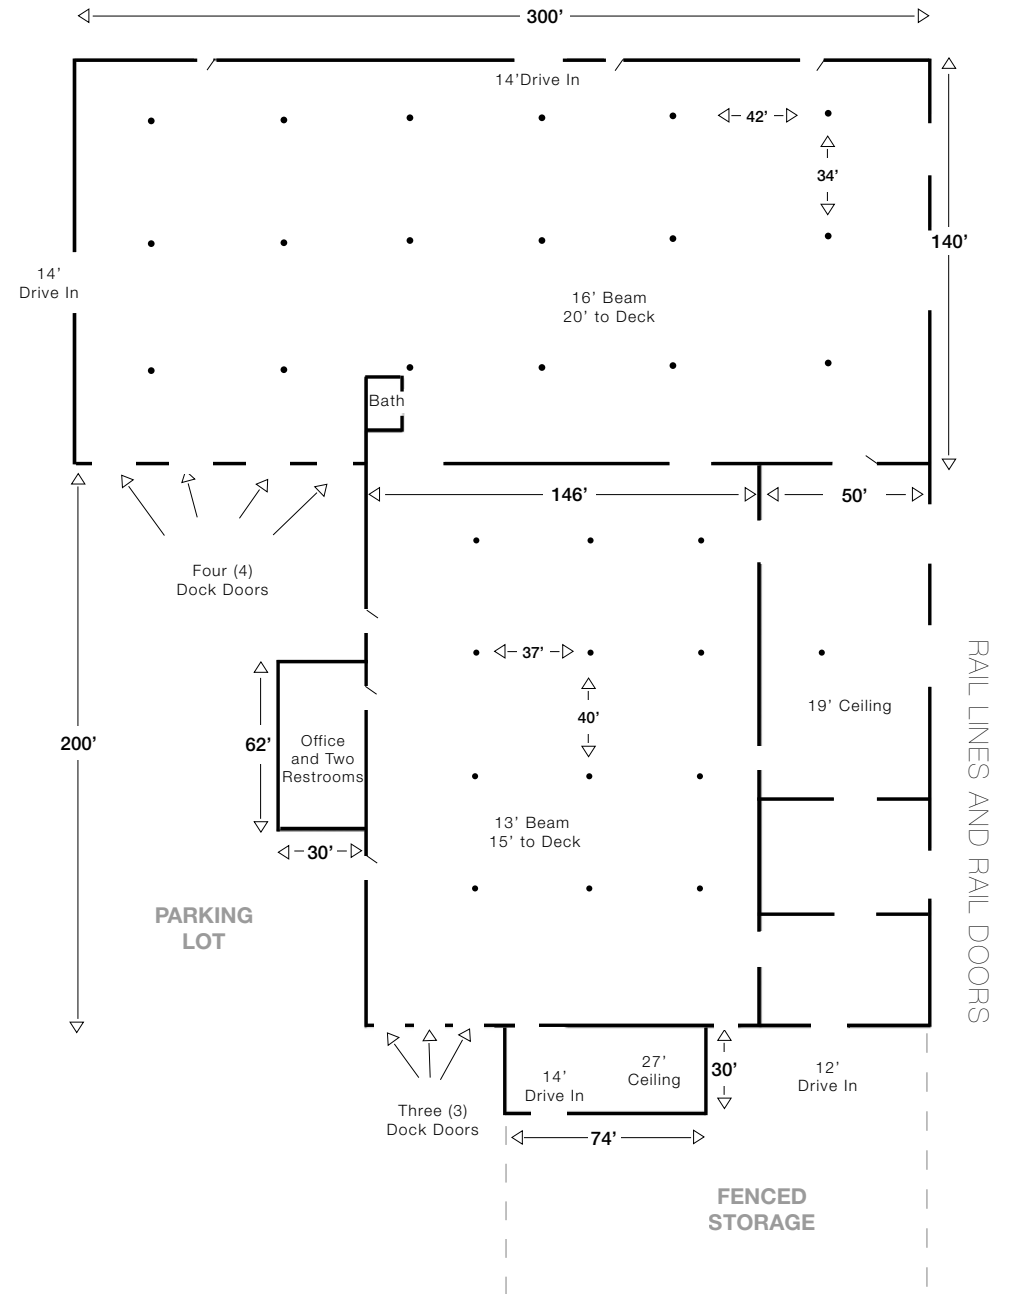 300’
14’Drive In
42’
34’
140’
14’
Drive In
16’ Beam
20’ to Deck
Bath
146’
50’
Four (4)
Dock Doors
37’
40’
19’ Ceiling
200’
62’
Office
and Two
Restrooms
30’
13’ Beam
15’ to Deck
RAIL LINES AND RAIL DOORS
PARKING
LOT
27’
Ceiling
30’
14’
Drive In
12’
Drive In
Three (3)
Dock Doors
74’
FENCED
STORAGE